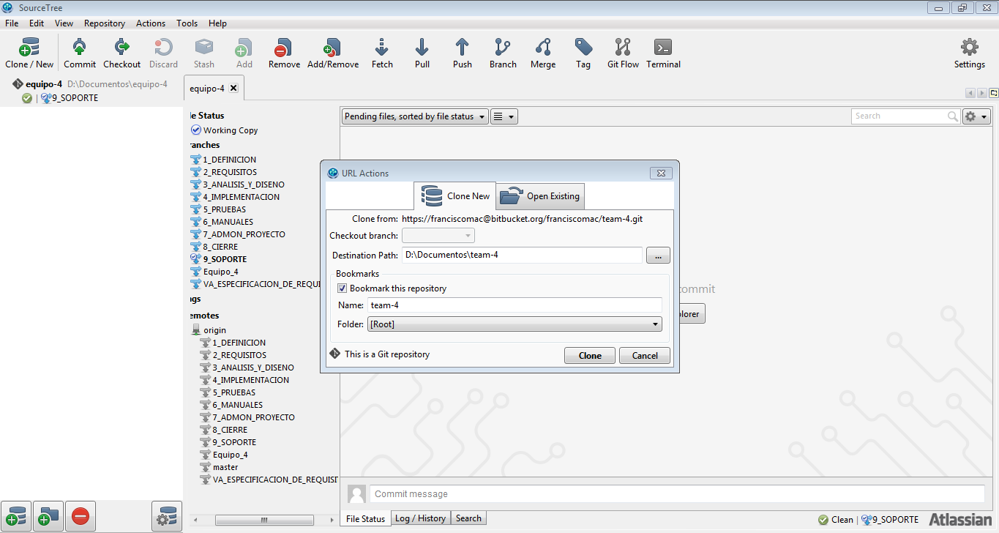 SourceTree
File Edit View Repository Actions Tools Help
Clone / New Commit Checkout Discard Stash Add Remove Add/Remove Fetch Pull Push Branch Merge Tag Git Flow Terminal Settings
equipo-4 D:\Documentos\equipo-4
9_SOPORTE
equipo-4
le Status
Working Copy
ranches
1_DEFINICION
2_REQUISITOS
3_ANALISIS_Y_DISENO
4_IMPLEMENTACION
5_PRUEBAS
6_MANUALES
7_ADMON_PROYECTO
8_CIERRE
9_SOPORTE
Equipo_4
VA_ESPECIFICACION_DE_REQU
ags
emotes
origin
1_DEFINICION
2_REQUISITOS
3_ANALISIS_Y_DISENO
4_IMPLEMENTACION
5_PRUEBAS
6_MANUALES
7_ADMON_PROYECTO
8_CIERRE
9_SOPORTE
Equipo_4
master
VA_ESPECIFICACION_DE_REQUISI
Pending files, sorted by file status
Search
URL Actions
Clone New Open Existing
Clone from: https://franciscomac@bitbucket.org/franciscomac/team-4.git
Checkout branch:
Destination Path: D:\Documentos\team-4 ...
Bookmarks
Bookmark this repository
Name: team-4
Folder: [Root]
This is a Git repository Clone Cancel
commit
plorer
Commit message
File Status Log / History Search
Clean 9_SOPORTE Atlassian